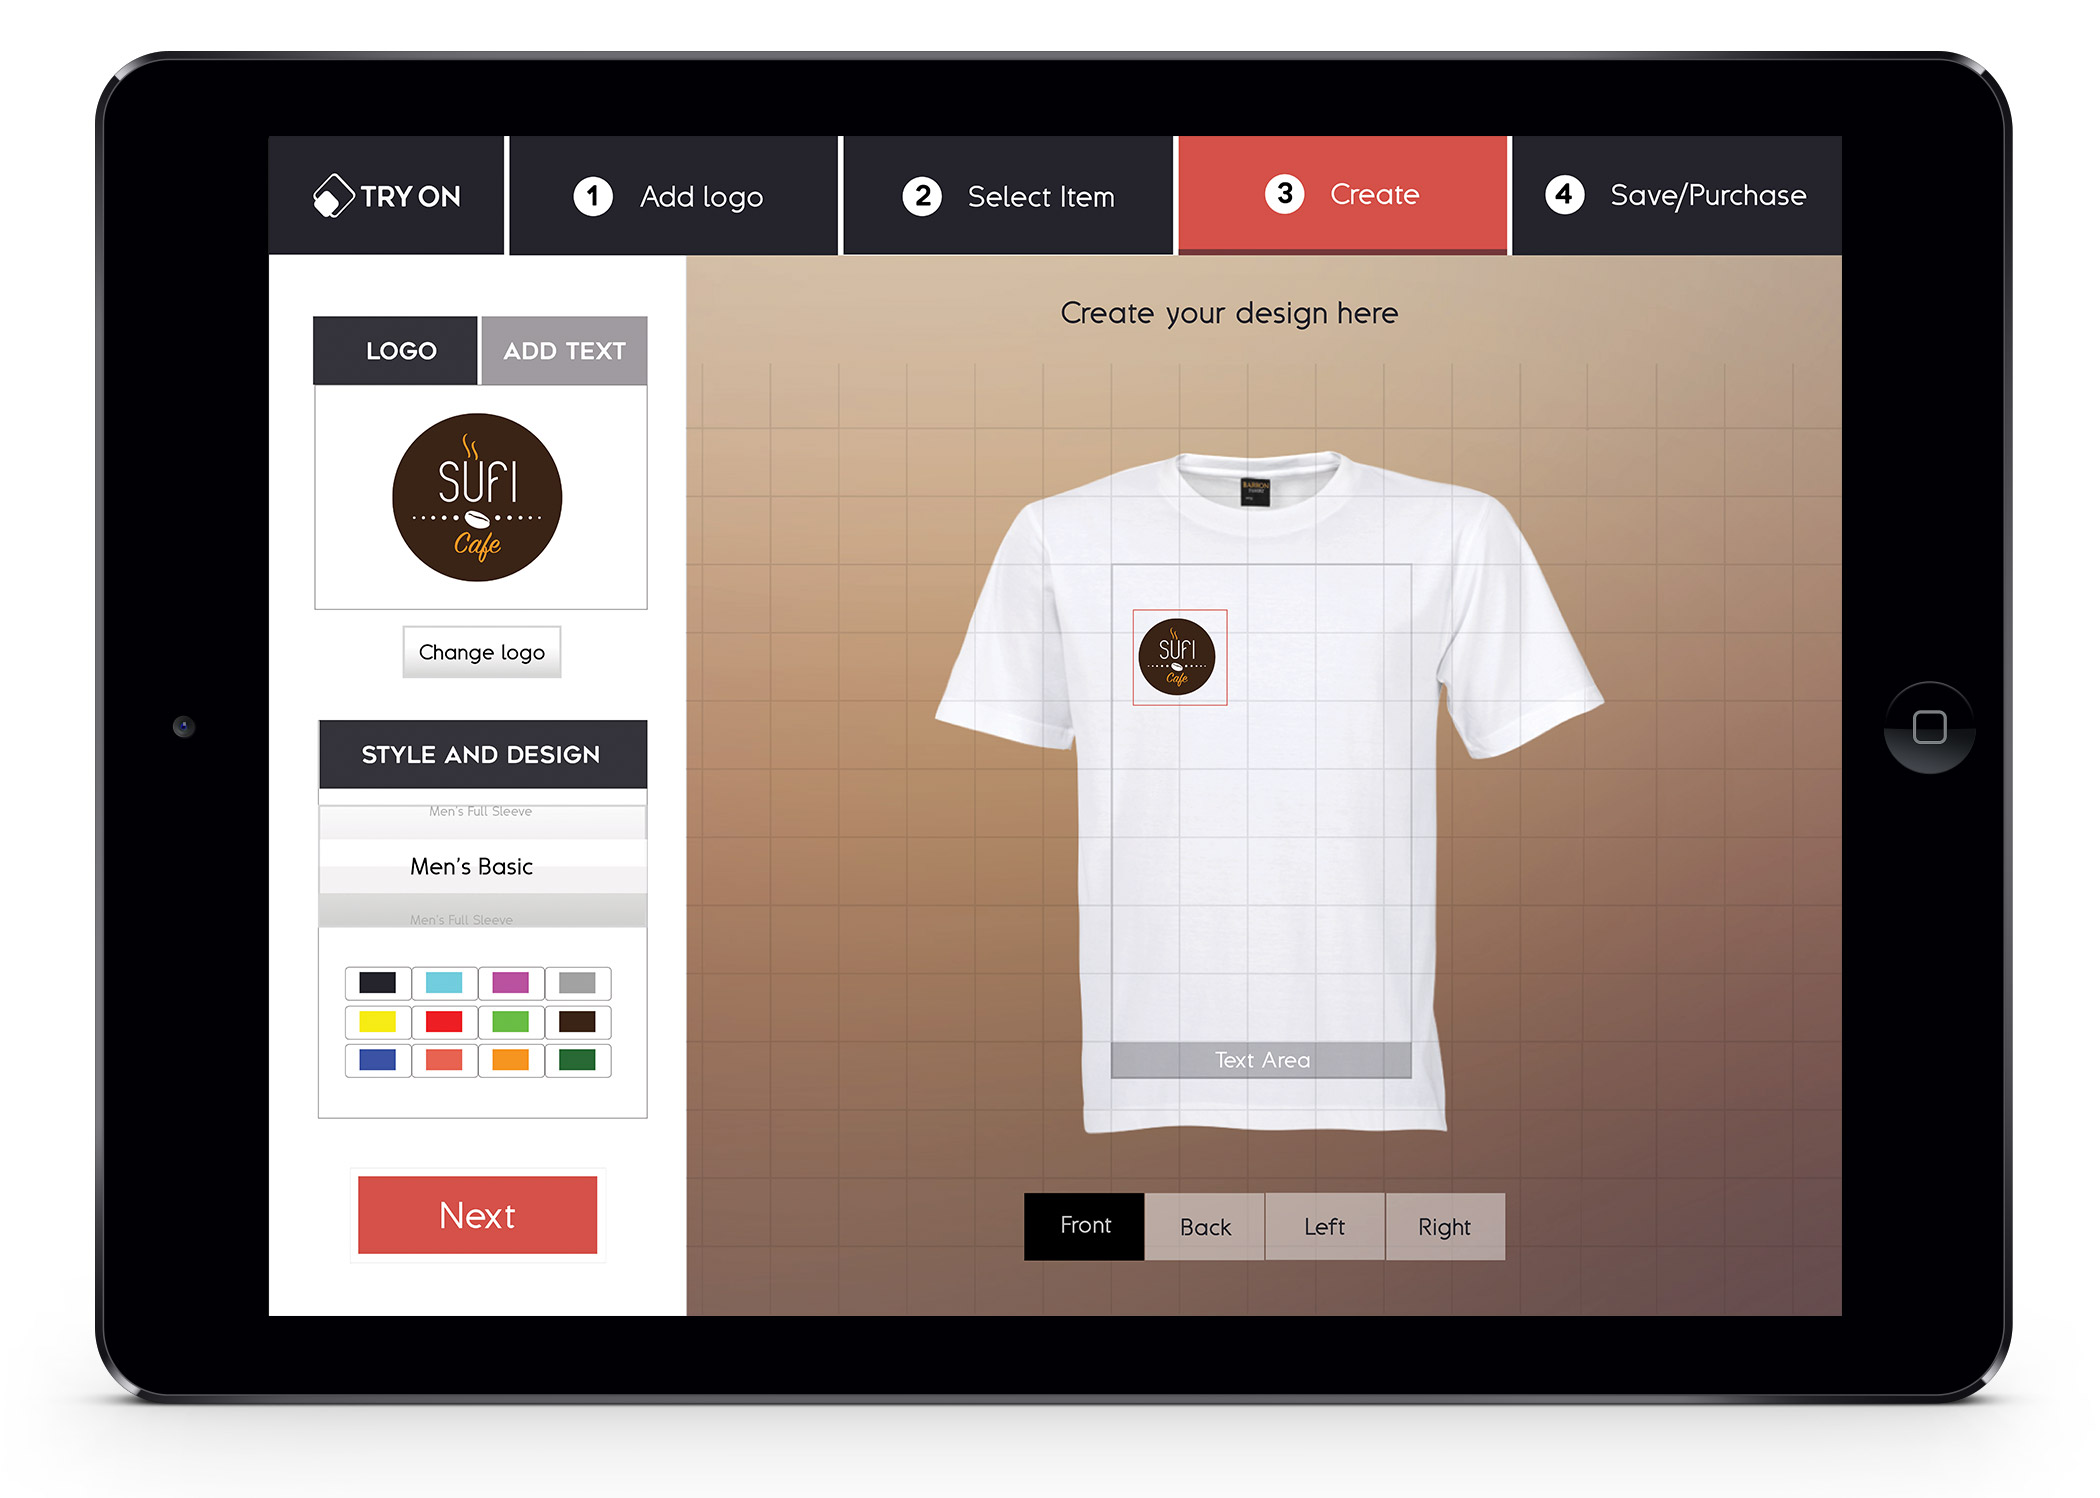 TRY ON
1 Add logo
2 Select Item
3 Create
4 Save/Purchase
LOGO
ADD TEXT
SUFI
Cafe
Change logo
STYLE AND DESIGN
Men's Full Sleeve
Men's Basic
Men's Full Sleeve
Next
Create your design here
BARRON
SUFI
Cafe
Text Area
Front
Back
Left
Right